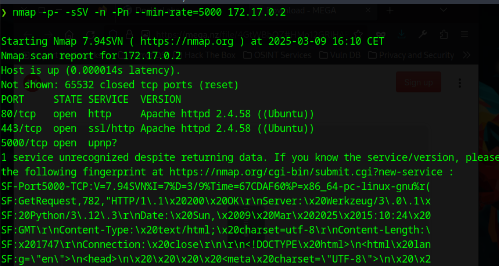 ❯ nmap -p- -sSV -n -Pn --min-rate=5000 172.17.0.2
Starting Nmap 7.94SVN ( https://nmap.org ) at 2025-03-09 16:10 CET
Nmap scan report for 172.17.0.2
Host is up (0.000014s latency).
Not shown: 65532 closed tcp ports (reset)
PORT     STATE SERVICE  VERSION
80/tcp   open  http     Apache httpd 2.4.58 ((Ubuntu))
443/tcp  open  ssl/http Apache httpd 2.4.58 ((Ubuntu))
5000/tcp open  upnp?
1 service unrecognized despite returning data. If you know the service/version, please
the following fingerprint at https://nmap.org/cgi-bin/submit.cgi?new-service :
SF-Port5000-TCP:V=7.94SVN%I=7%D=3/9%Time=67CDAF60%P=x86_64-pc-linux-gnu%r(
SF:GetRequest,782,"HTTP/1\.1\x20200\x20OK\r\nServer:\x20Werkzeug/3\.0\.1\x
SF:20Python/3\.12\.3\r\nDate:\x20Sun,\x2009\x20Mar\x202025\x2015:10:24\x20
SF:GMT\r\nContent-Type:\x20text/html;\x20charset=utf-8\r\nContent-Length:\
SF:x201747\r\nConnection:\x20close\r\n\r\n<!DOCTYPE\x20html>\n<html\x20lan
SF:g=\"en\">\n<head>\n\x20\x20\x20\x20<meta\x20charset=\"UTF-8\">\n\x20\x2